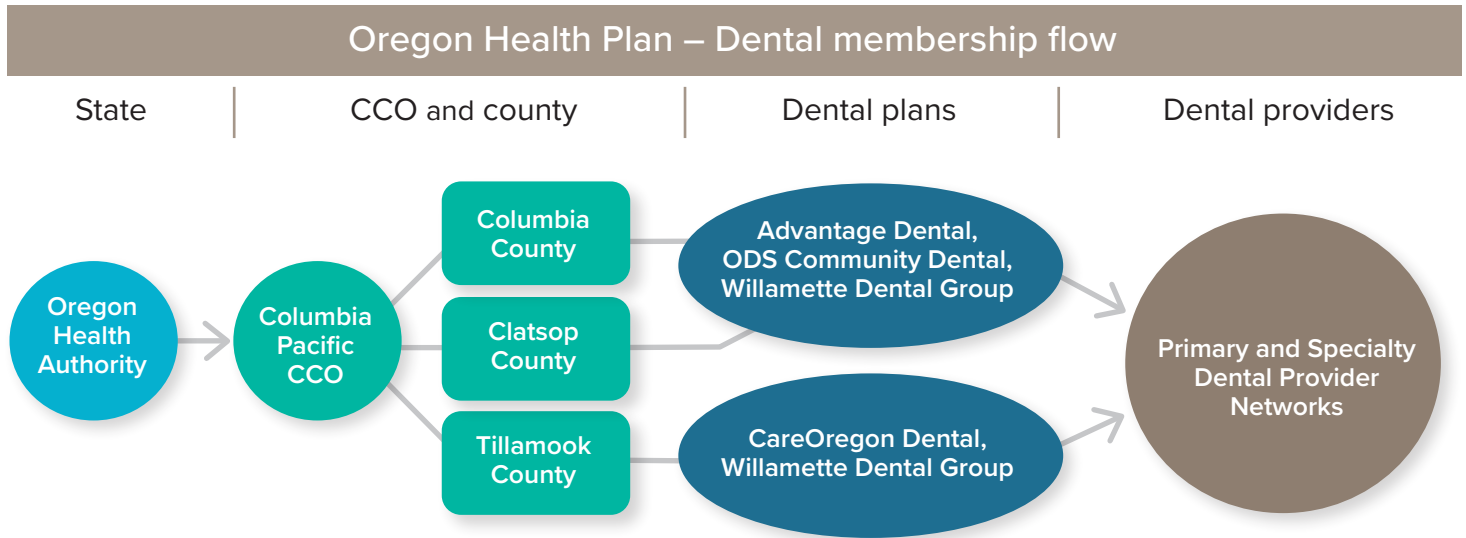 Oregon Health Plan – Dental membership flow
State
CCO and county
Dental plans
Dental providers
Oregon
Health
Authority
Columbia
Pacific
CCO
Columbia
County
Clatsop
County
Tillamook
County
Advantage Dental,
ODS Community Dental,
Willamette Dental Group
CareOregon Dental,
Willamette Dental Group
Primary and Specialty
Dental Provider
Networks